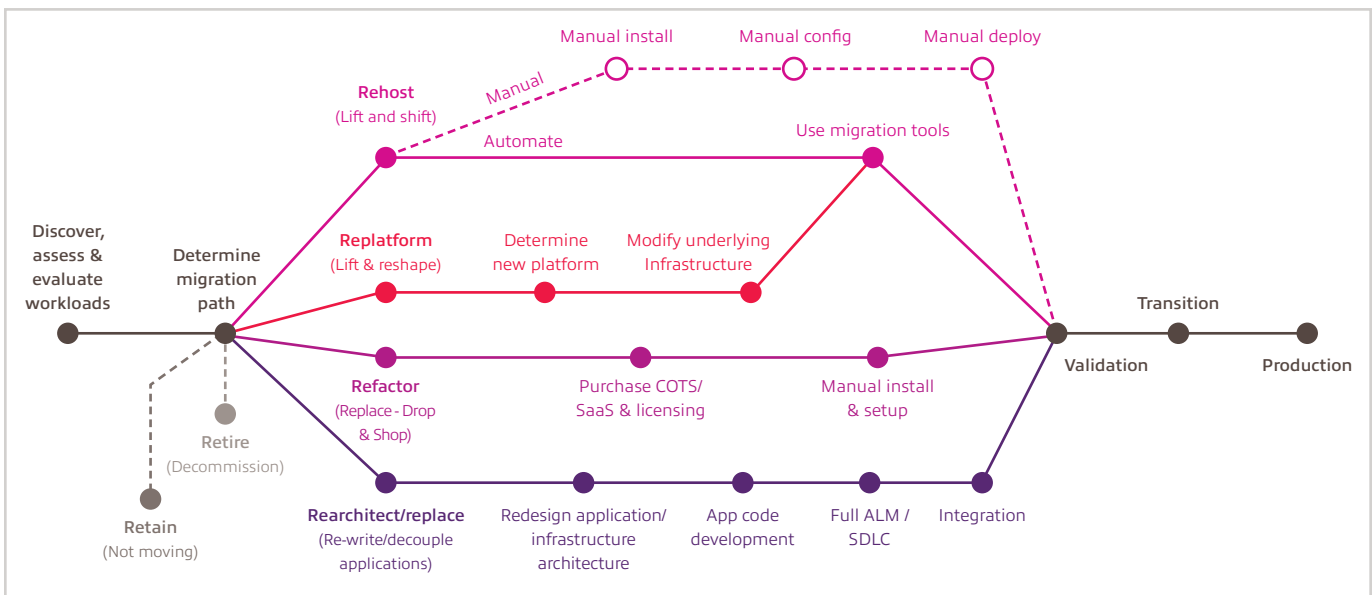 Manual install
Manual config
Manual deploy
Rehost
(Lift and shift)
Manual
Automate
Use migration tools
Discover,
assess &
evaluate
workloads
Determine
migration
path
Replatform
(Lift & reshape)
Determine
new platform
Modify underlying
Infrastructure
Transition
Validation
Production
Refactor
(Replace - Drop
& Shop)
Purchase COTS/
SaaS & licensing
Manual install
& setup
Retire
(Decommission)
Retain
(Not moving)
Rearchitect/replace
(Re-write/decouple
applications)
Redesign application/
infrastructure
architecture
App code
development
Full ALM /
SDLC
Integration